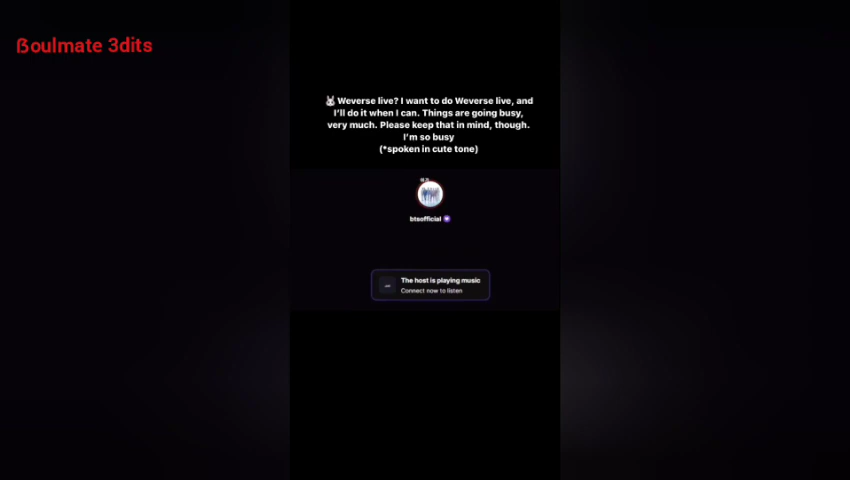 ẞoulmate 3dits
🐰 Weverse live? I want to do Weverse live, and
I'll do it when I can. Things are going busy,
very much. Please keep that in mind, though.
I'm so busy
(*spoken in cute tone)
btsofficial
The host is playing music
Connect now to listen